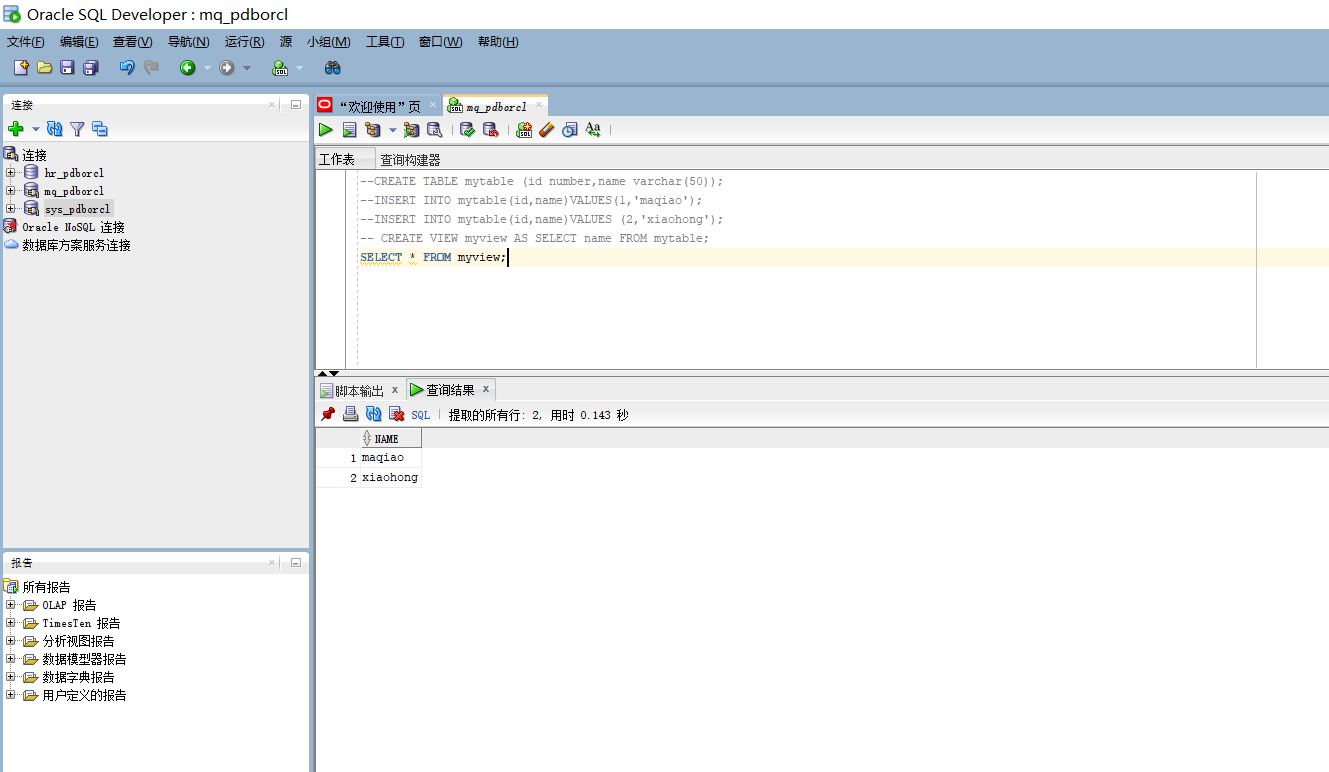 Oracle SQL Developer : mq_pdborcl
文件(F) 编辑(E) 查看(V) 导航(N) 运行(R) 源 小组(M) 工具(T) 窗口(W) 帮助(H)
连接
连接
hr_pdborcl
mq_pdborcl
sys_pdborcl
Oracle NoSQL 连接
数据库方案服务连接
报告
所有报告
OLAP 报告
TimesTen 报告
分析视图报告
数据模型器报告
数据字典报告
用户定义的报告
“欢迎使用”页 mq_pdborcl
工作表 查询构建器
--CREATE TABLE mytable (id number,name varchar(50));
--INSERT INTO mytable(id,name)VALUES(1,'maqiao');
--INSERT INTO mytable(id,name)VALUES (2,'xiaohong');
-- CREATE VIEW myview AS SELECT name FROM mytable;
SELECT * FROM myview;
脚本输出 x 查询结果 x
SQL | 提取的所有行: 2, 用时 0.143 秒
NAME
1 maqiao
2 xiaohong